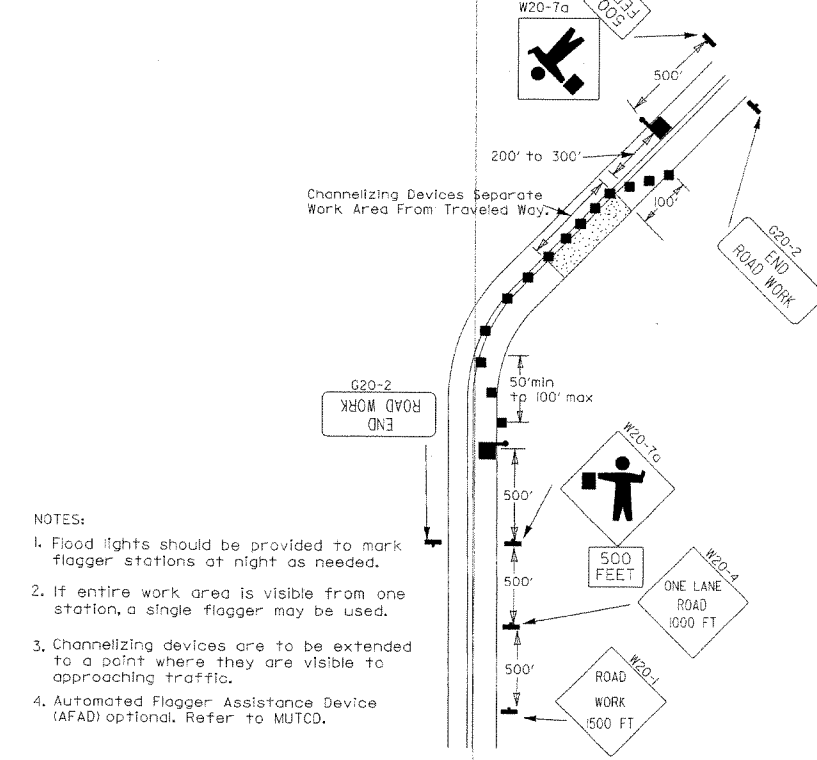 W20-7a
500
FEET
500'
200' to 300'
Channelizing Devices Separate
Work Area From Traveled Way.
100'
G20-2
END
ROAD WORK
50'min
to 100' max
G20-2
END
ROAD WORK
W20-7a
500'
500
FEET
500'
W20-4
ONE LANE
ROAD
1000 FT
500'
W20-1
ROAD
WORK
1500 FT
NOTES:
1. Flood lights should be provided to mark
flagger stations at night as needed.
2. If entire work area is visible from one
station, a single flagger may be used.
3. Channelizing devices are to be extended
to a point where they are visible to
approaching traffic.
4. Automated Flagger Assistance Device
(AFAD) optional. Refer to MUTCD.